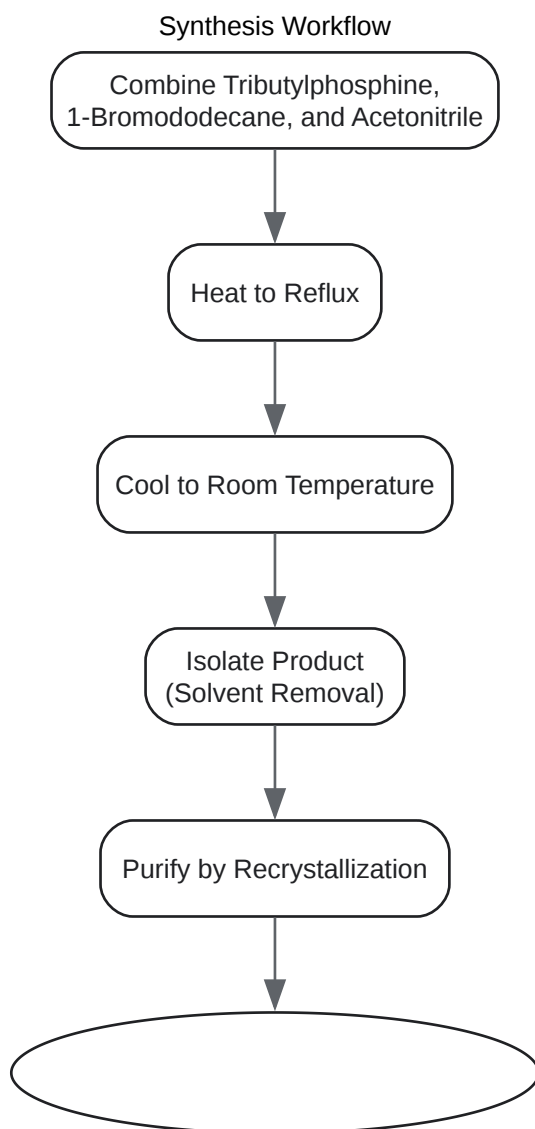 Synthesis Workflow
Combine Tributylphosphine,
1-Bromododecane, and Acetonitrile
Heat to Reflux
Cool to Room Temperature
Isolate Product
(Solvent Removal)
Purify by Recrystallization